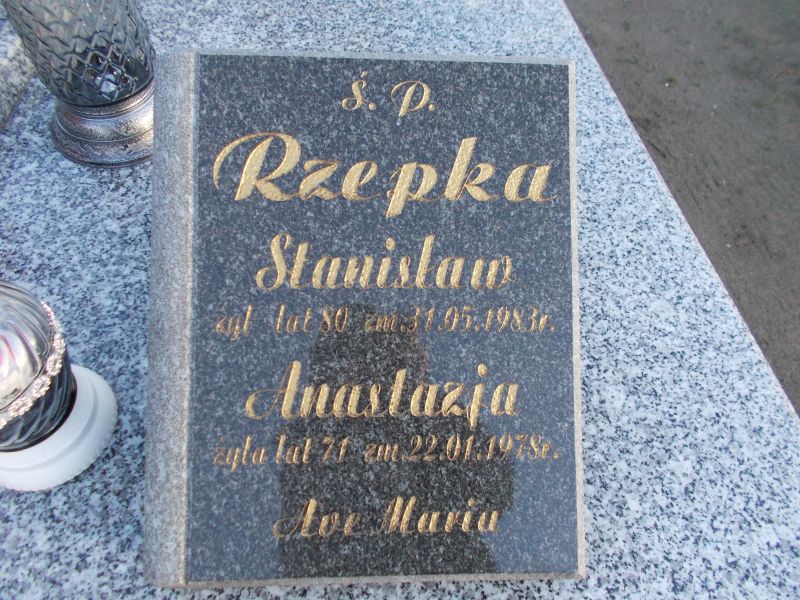 Ś. P.
Rzepka
Stanisław
żył lat 80 zm. 31.05.1983r.
Anastazja
żyła lat 71 zm. 22.01.1978r.
Ave Maria